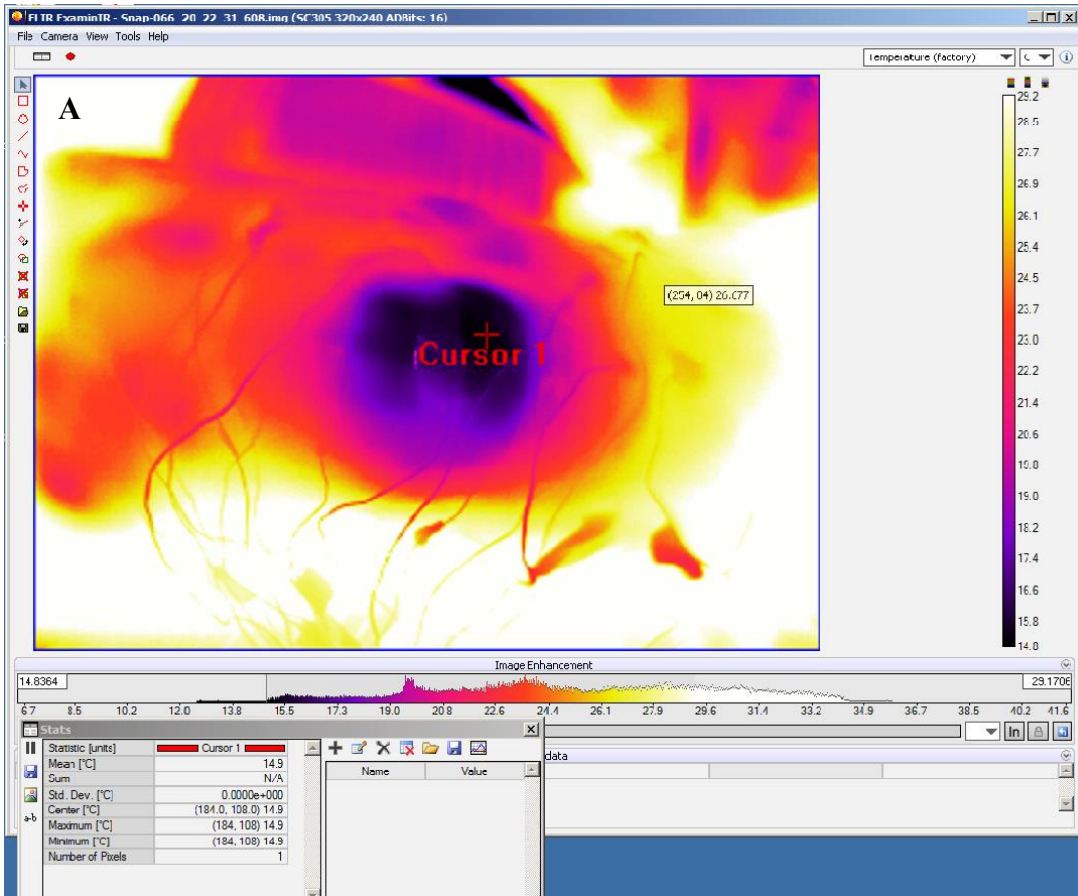 FLIR ExaminIR - Snap-066_20_22_31_608.img (SC305 320x240 ADBits: 16)
File Camera View Tools Help
Temperature (factory)
A
29.2
28.5
27.7
26.9
26.1
25.4
24.5
23.7
23.0
22.2
21.4
20.6
19.8
19.0
18.2
17.4
16.6
15.8
14.8
(254, 84) 26.677
Cursor 1
Image Enhancement
14.8364
29.1706
6.7 8.5 10.2 12.0 13.8 15.5 17.3 19.0 20.8 22.6 24.4 26.1 27.9 29.6 31.4 33.2 34.9 36.7 38.5 40.2 41.6
In
Stats
data
Statistic [units] Cursor 1
Mean [°C] 14.9
Sum N/A
Std. Dev. [°C] 0.0000e+000
Center [°C] (184.0, 108.0) 14.9
Maximum [°C] (184, 108) 14.9
Minimum [°C] (184, 108) 14.9
Number of Pixels 1
Name Value
a-b